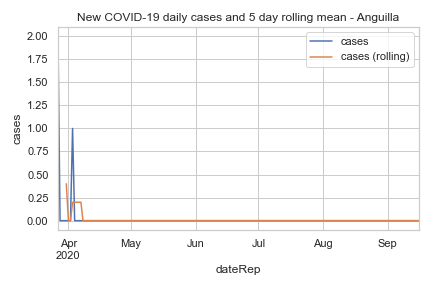 New COVID-19 daily cases and 5 day rolling mean - Anguilla
cases
cases (rolling)
2.00
1.75
1.50
1.25
1.00
0.75
0.50
0.25
0.00
cases
Apr
2020
May
Jun
Jul
Aug
Sep
dateRep